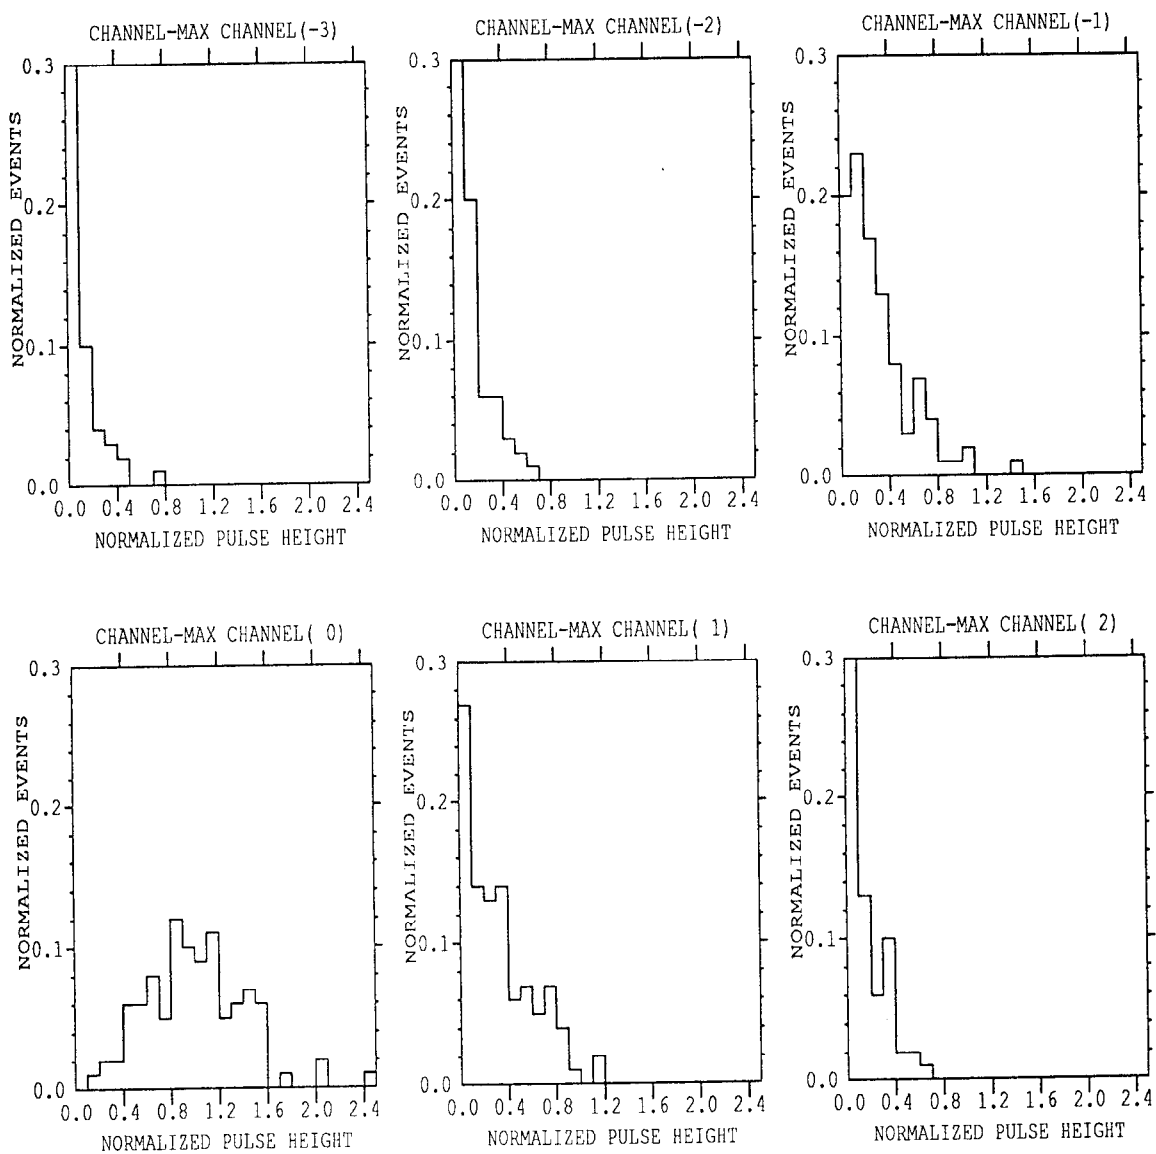 CHANNEL-MAX CHANNEL(-3)
0.3
0.2
0.1
0.0
NORMALIZED EVENTS
0.0 0.4 0.8 1.2 1.6 2.0 2.4
NORMALIZED PULSE HEIGHT
CHANNEL-MAX CHANNEL(-2)
0.3
0.2
0.1
0.0
NORMALIZED EVENTS
0.0 0.4 0.8 1.2 1.6 2.0 2.4
NORMALIZED PULSE HEIGHT
CHANNEL-MAX CHANNEL(-1)
0.3
0.2
0.1
0.0
NORMALIZED EVENTS
0.0 0.4 0.8 1.2 1.6 2.0 2.4
NORMALIZED PULSE HEIGHT
CHANNEL-MAX CHANNEL( 0)
0.3
0.2
0.1
0.0
NORMALIZED EVENTS
0.0 0.4 0.8 1.2 1.6 2.0 2.4
NORMALIZED PULSE HEIGHT
CHANNEL-MAX CHANNEL( 1)
0.3
0.2
0.1
0.0
NORMALIZED EVENTS
0.0 0.4 0.8 1.2 1.6 2.0 2.4
NORMALIZED PULSE HEIGHT
CHANNEL-MAX CHANNEL( 2)
0.3
0.2
0.1
0.0
NORMALIZED EVENTS
0.0 0.4 0.8 1.2 1.6 2.0 2.4
NORMALIZED PULSE HEIGHT